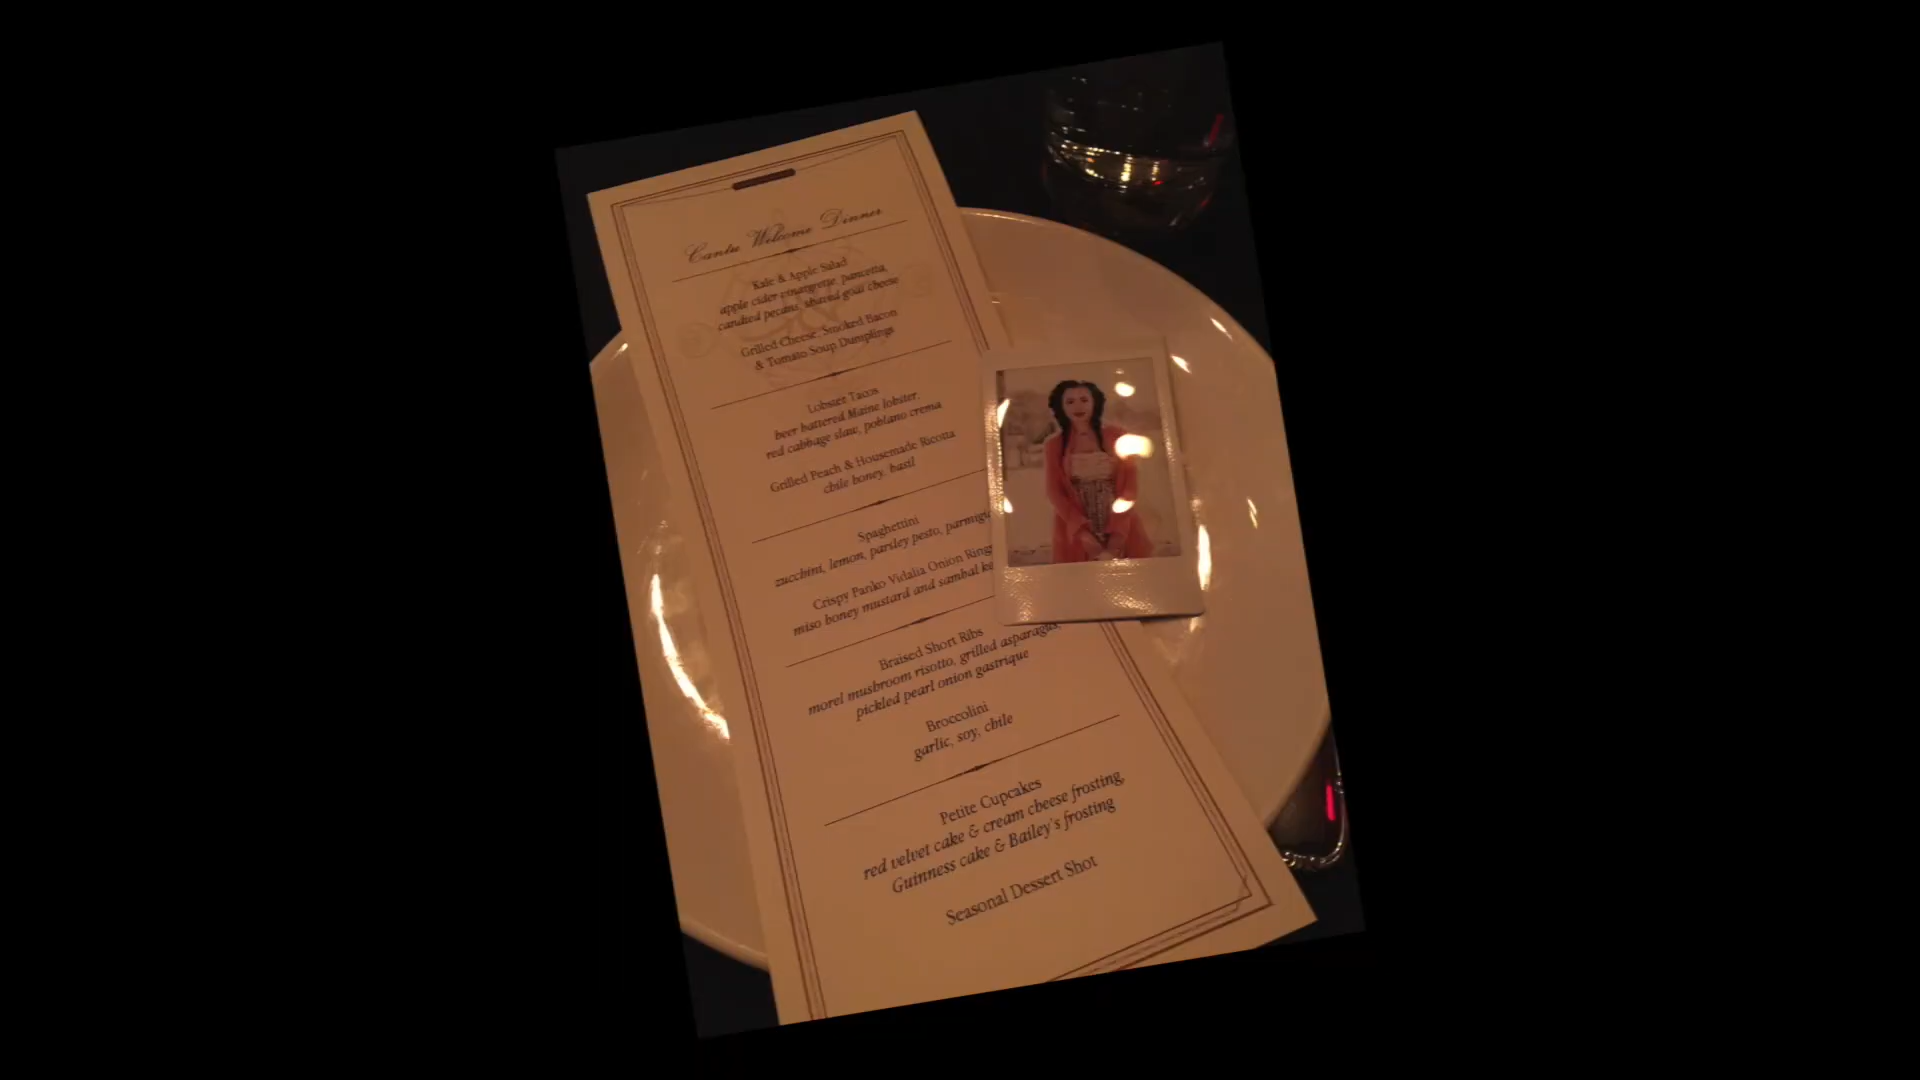 Cantu Welcome Dinner
Kale & Apple Salad
apple cider vinaigrette, pancetta,
candied pecans, shaved goat cheese
Grilled Cheese, Smoked Bacon
& Tomato Soup Dumplings
Lobster Tacos
beer battered Maine lobster,
red cabbage slaw, poblano crema
Grilled Peach & Housemade Ricotta
chile honey, basil
Spaghettini
zucchini, lemon, parsley pesto,
Crispy Panko Vidalia Onion Rings
miso honey mustard and sambal
Braised Short Ribs
morel mushroom risotto, grilled asparagus,
pickled pearl onion gastrique
Broccolini
garlic, soy, chile
Petite Cupcakes
red velvet cake & cream cheese frosting,
Guinness cake & Bailey's frosting
Seasonal Dessert Shot